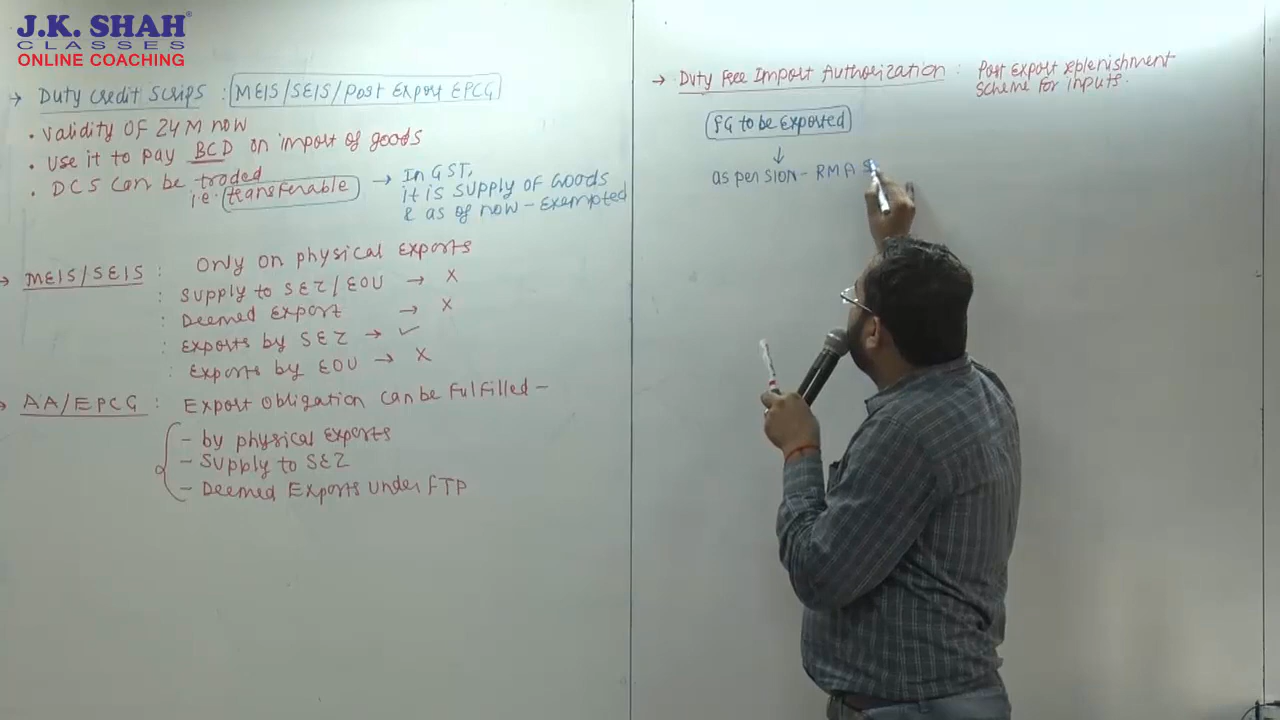 J.K. SHAH®
CLASSES
ONLINE COACHING
→ Duty Credit Scrips : MEIS/SEIS/Post Export EPCG
• Validity OF 24 M now
• Use it to pay BCD on import of goods
• DCS can be traded
i.e. transferable → In GST,
it is supply of Goods
& as of now - Exempted
→ MEIS/SEIS : Only on physical Exports
: Supply to SEZ/EOU → X
: Deemed Export → X
: Exports by SEZ → ✓
: Exports by EOU → X
→ AA/EPCG : Export Obligation can be fulfilled -
- by physical Exports
- Supply to SEZ
- Deemed Exports under FTP
→ Duty Free Import Authorization : Post Export replenishment
scheme for inputs.
FG to be Exported
↓
as per SION - RM A